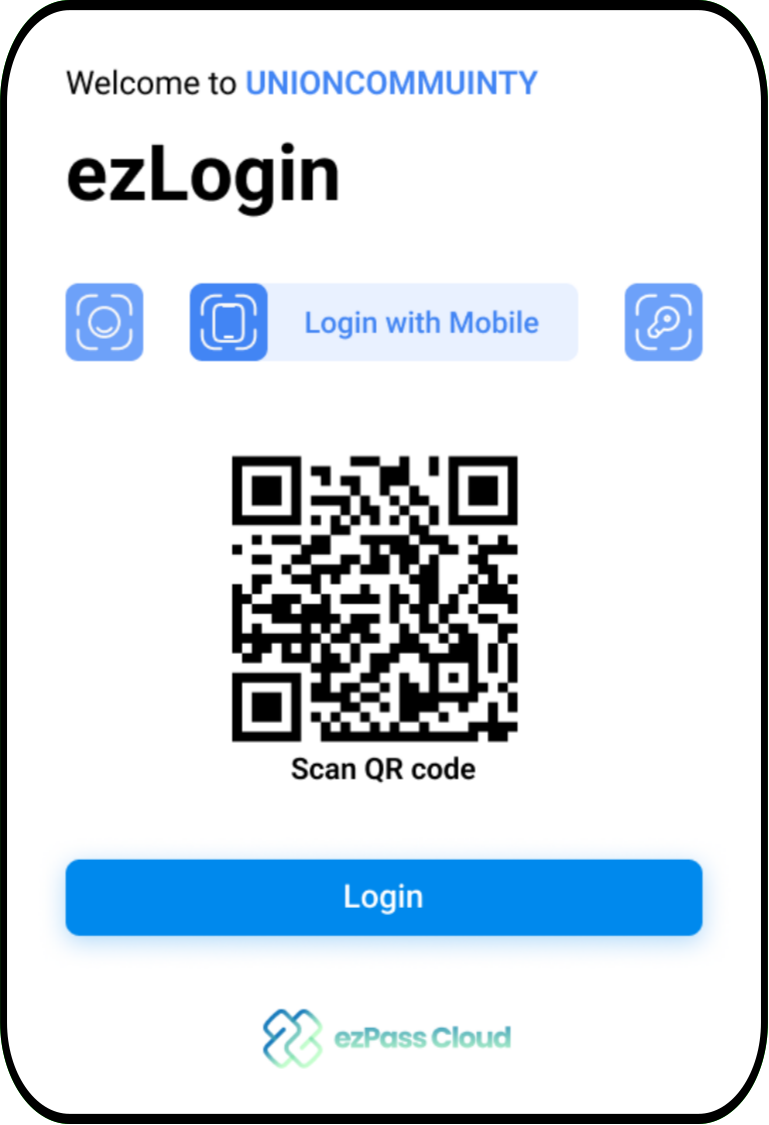 Welcome to UNIONCOMMUINTY
ezLogin
Login with Mobile
Scan QR code
Login
ezPass Cloud